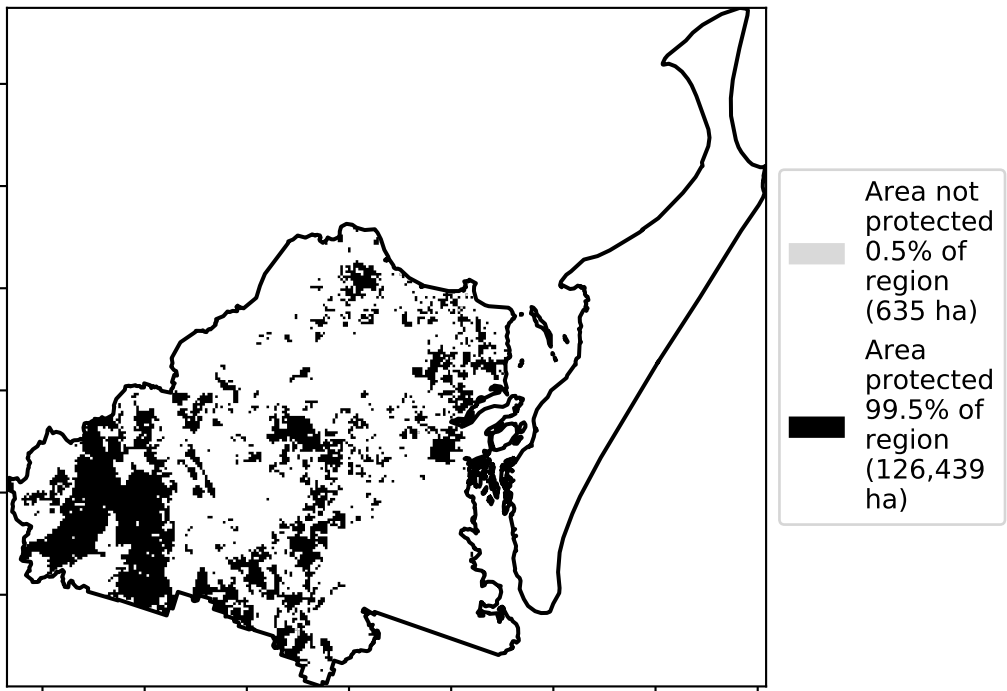 Area not
protected
0.5% of
region
(635 ha)
Area
protected
99.5% of
region
(126,439
ha)